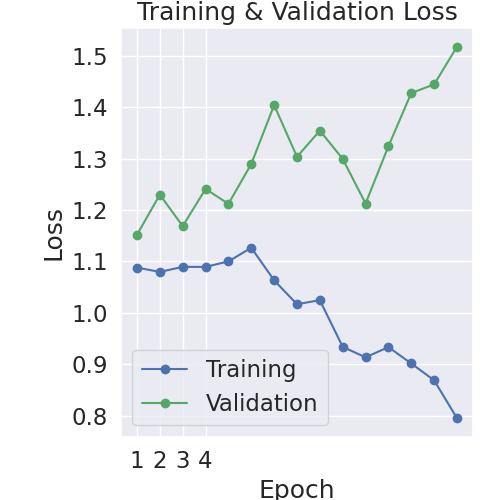 Training & Validation Loss
1.5
1.4
1.3
1.2
1.1
1.0
0.9
0.8
Loss
Training
Validation
1 2 3 4
Epoch